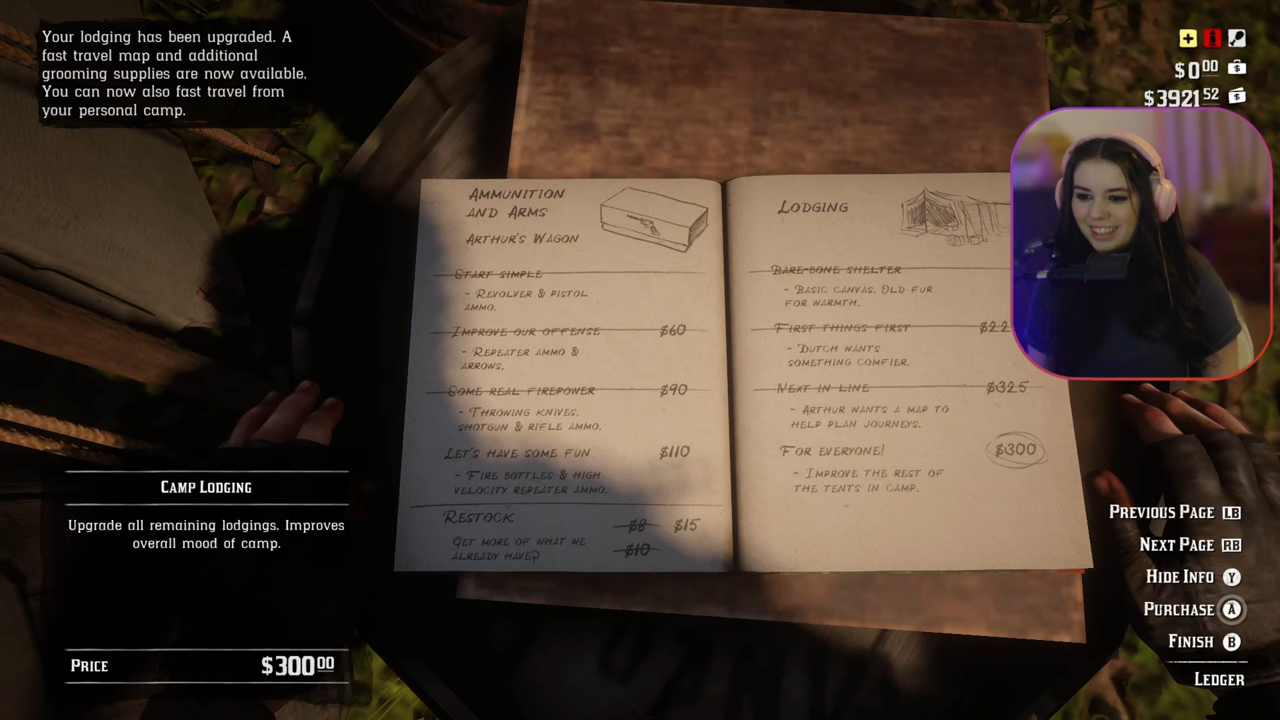 Your lodging has been upgraded. A
fast travel map and additional
grooming supplies are now available.
You can now also fast travel from
your personal camp.
$0.00
$3921.52
AMMUNITION
AND ARMS
ARTHUR'S WAGON
START SIMPLE
- REVOLVER & PISTOL
AMMO.
IMPROVE OUR OFFENSE $60
- REPEATER AMMO &
ARROWS.
SOME REAL FIREPOWER $90
- THROWING KNIVES,
SHOTGUN & RIFLE AMMO.
LET'S HAVE SOME FUN $110
- FIRE BOTTLES & HIGH
VELOCITY REPEATER AMMO.
RESTOCK $8 $15
GET MORE OF WHAT WE $10
ALREADY HAVE?
LODGING
BARE-BONE SHELTER
- BASIC CANVAS. OLD FUR
FOR WARMTH.
FIRST THINGS FIRST $22
- DUTCH WANTS
SOMETHING COMFIER.
NEXT IN LINE $325
- ARTHUR WANTS A MAP TO
HELP PLAN JOURNEYS.
FOR EVERYONE! $300
- IMPROVE THE REST OF
THE TENTS IN CAMP.
CAMP LODGING
Upgrade all remaining lodgings. Improves
overall mood of camp.
PRICE $300.00
PREVIOUS PAGE LB
NEXT PAGE RB
HIDE INFO Y
PURCHASE A
FINISH B
LEDGER